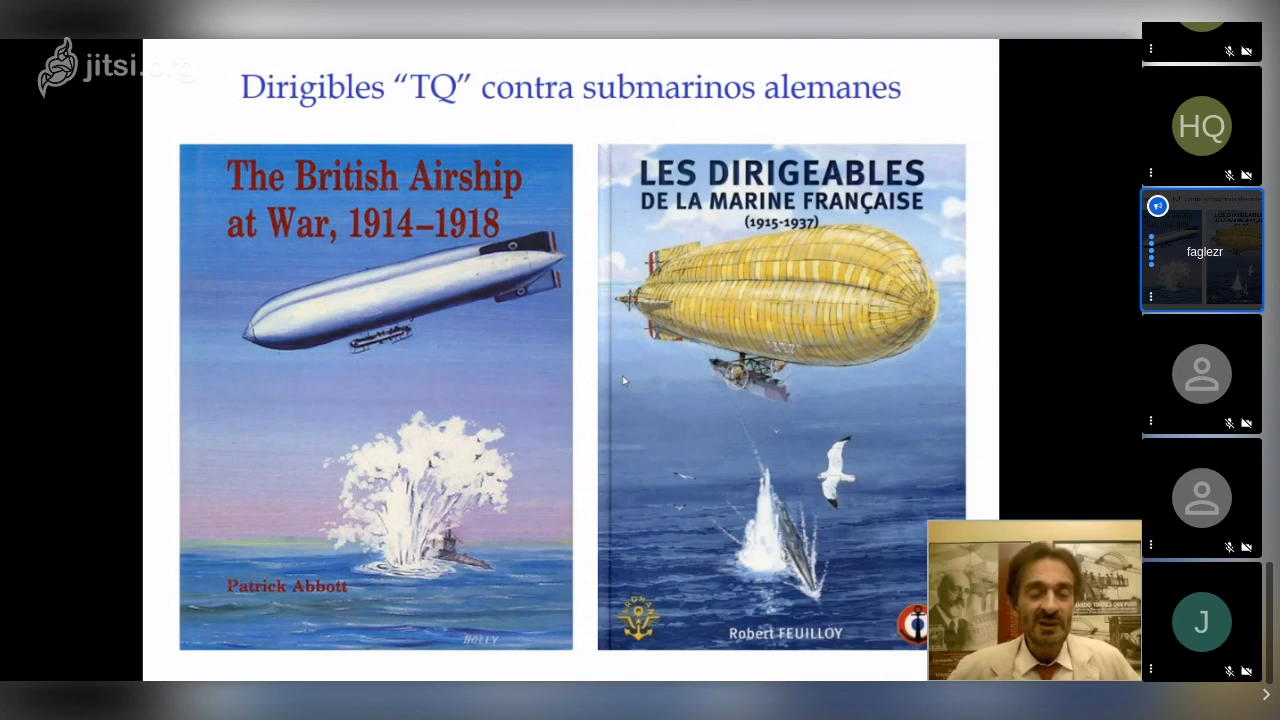 jitsi.org
Dirigibles “TQ” contra submarinos alemanes
The British Airship
at War, 1914–1918
Patrick Abbott
HOLLY
LES DIRIGEABLES
DE LA MARINE FRANÇAISE
(1915-1937)
Robert FEUILLOY
HQ
faglezr
J